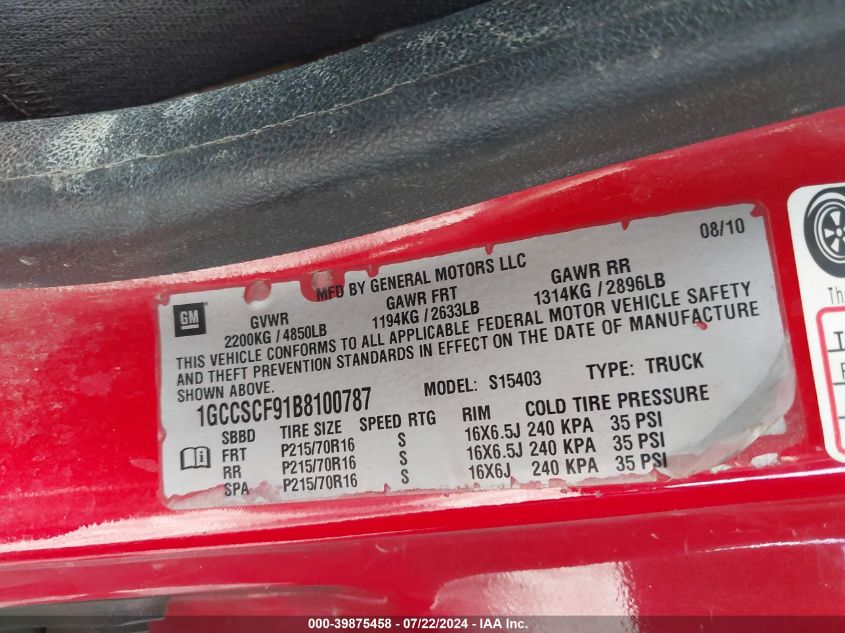 08/10
MFD BY GENERAL MOTORS LLC
GM
GVWR GAWR FRT GAWR RR
2200KG / 4850LB 1194KG / 2633LB 1314KG / 2896LB
THIS VEHICLE CONFORMS TO ALL APPLICABLE FEDERAL MOTOR VEHICLE SAFETY
AND THEFT PREVENTION STANDARDS IN EFFECT ON THE DATE OF MANUFACTURE
SHOWN ABOVE.
1GCCSCF91B8100787 MODEL: S15403 TYPE: TRUCK
SBBD TIRE SIZE SPEED RTG RIM COLD TIRE PRESSURE
FRT P215/70R16 S 16X6.5J 240 KPA 35 PSI
RR P215/70R16 S 16X6.5J 240 KPA 35 PSI
SPA P215/70R16 S 16X6J 240 KPA 35 PSI
Th
000-39875458 - 07/22/2024 - IAA Inc.